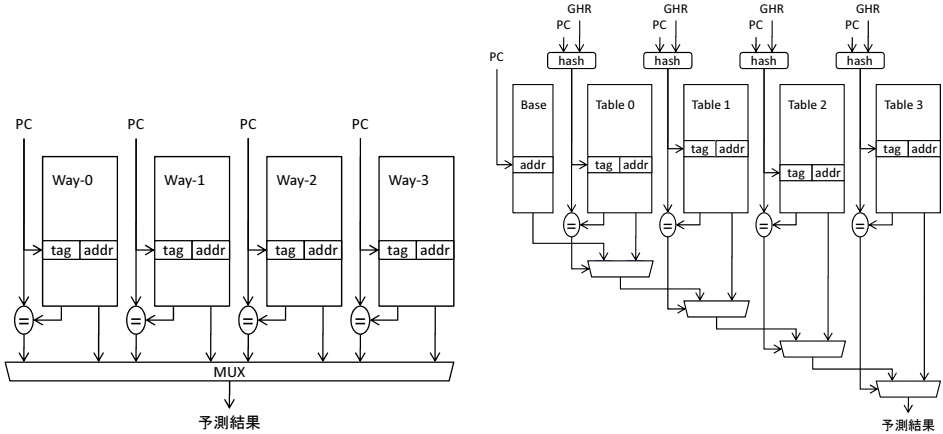 PC PC PC PC
Way-0 Way-1 Way-2 Way-3
tag addr tag addr tag addr tag addr
= = = =
MUX
予測結果
GHR GHR GHR GHR
PC PC PC PC
hash hash hash hash
PC
Base Table 0 Table 1 Table 2 Table 3
tag addr tag addr
addr tag addr
tag addr
= = = =
予測結果